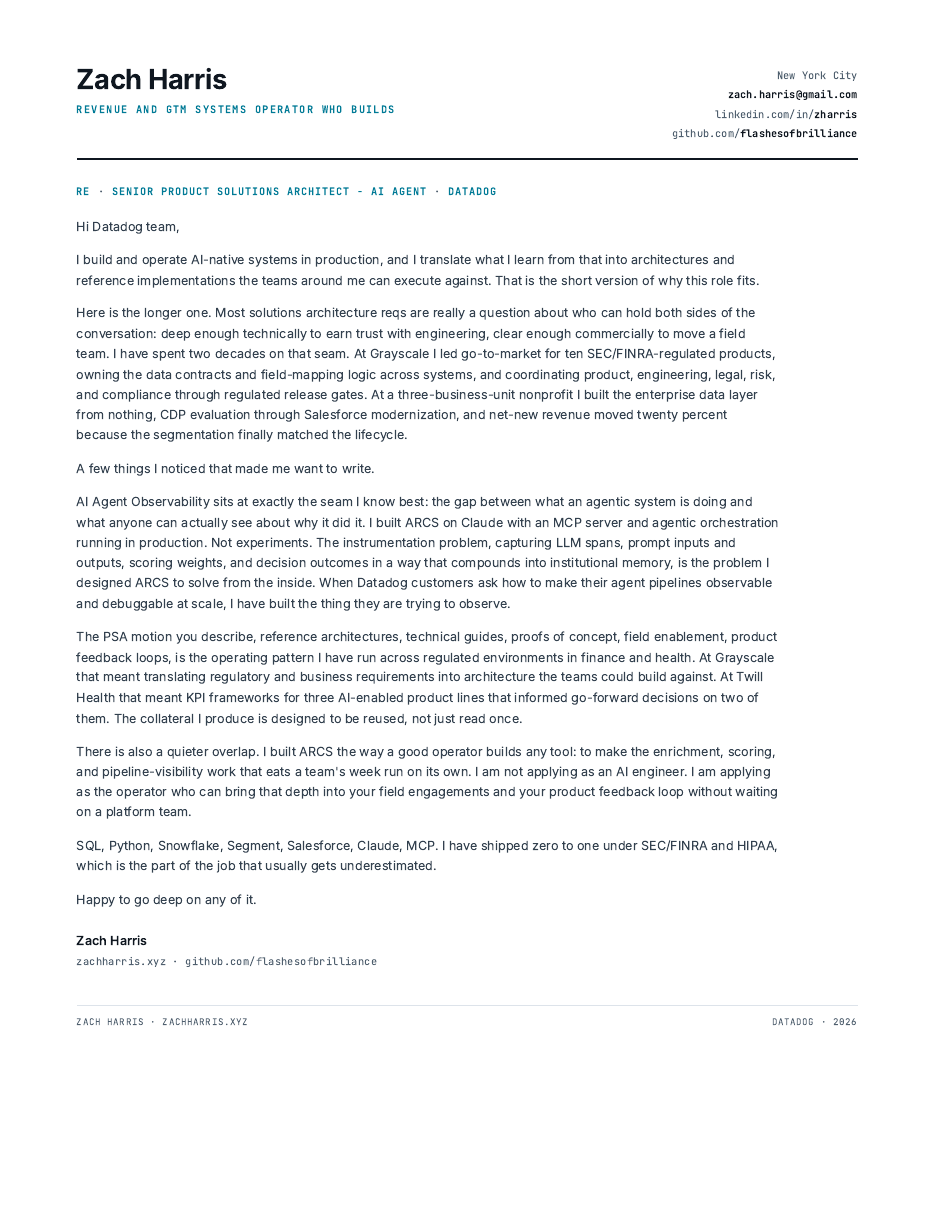 Zach Harris
REVENUE AND GTM SYSTEMS OPERATOR WHO BUILDS
New York City
zach.harris@gmail.com
linkedin.com/in/zharris
github.com/flashesofbrilliance
RE · SENIOR PRODUCT SOLUTIONS ARCHITECT - AI AGENT · DATADOG
Hi Datadog team,
I build and operate AI-native systems in production, and I translate what I learn from that into architectures and
reference implementations the teams around me can execute against. That is the short version of why this role fits.
Here is the longer one. Most solutions architecture reqs are really a question about who can hold both sides of the
conversation: deep enough technically to earn trust with engineering, clear enough commercially to move a field
team. I have spent two decades on that seam. At Grayscale I led go-to-market for ten SEC/FINRA-regulated products,
owning the data contracts and field-mapping logic across systems, and coordinating product, engineering, legal, risk,
and compliance through regulated release gates. At a three-business-unit nonprofit I built the enterprise data layer
from nothing, CDP evaluation through Salesforce modernization, and net-new revenue moved twenty percent
because the segmentation finally matched the lifecycle.
A few things I noticed that made me want to write.
AI Agent Observability sits at exactly the seam I know best: the gap between what an agentic system is doing and
what anyone can actually see about why it did it. I built ARCS on Claude with an MCP server and agentic orchestration
running in production. Not experiments. The instrumentation problem, capturing LLM spans, prompt inputs and
outputs, scoring weights, and decision outcomes in a way that compounds into institutional memory, is the problem I
designed ARCS to solve from the inside. When Datadog customers ask how to make their agent pipelines observable
and debuggable at scale, I have built the thing they are trying to observe.
The PSA motion you describe, reference architectures, technical guides, proofs of concept, field enablement, product
feedback loops, is the operating pattern I have run across regulated environments in finance and health. At Grayscale
that meant translating regulatory and business requirements into architecture the teams could build against. At Twill
Health that meant KPI frameworks for three AI-enabled product lines that informed go-forward decisions on two of
them. The collateral I produce is designed to be reused, not just read once.
There is also a quieter overlap. I built ARCS the way a good operator builds any tool: to make the enrichment, scoring,
and pipeline-visibility work that eats a team's week run on its own. I am not applying as an AI engineer. I am applying
as the operator who can bring that depth into your field engagements and your product feedback loop without waiting
on a platform team.
SQL, Python, Snowflake, Segment, Salesforce, Claude, MCP. I have shipped zero to one under SEC/FINRA and HIPAA,
which is the part of the job that usually gets underestimated.
Happy to go deep on any of it.
Zach Harris
zachharris.xyz · github.com/flashesofbrilliance
ZACH HARRIS · ZACHHARRIS.XYZ
DATADOG · 2026